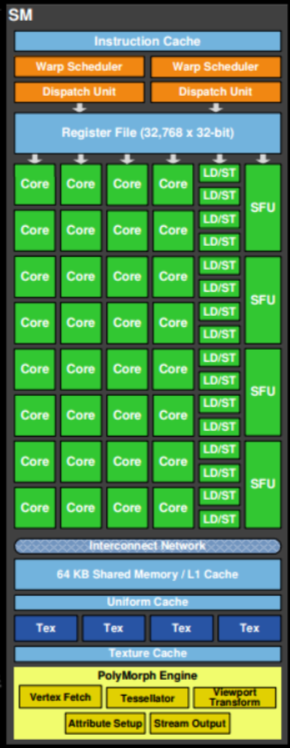 SM
Instruction Cache
Warp Scheduler Warp Scheduler
Dispatch Unit Dispatch Unit
Register File (32,768 x 32-bit)
LD/ST
Core Core Core Core
LD/ST
SFU
LD/ST
Core Core Core Core
LD/ST
LD/ST
Core Core Core Core
LD/ST
SFU
LD/ST
Core Core Core Core
LD/ST
LD/ST
Core Core Core Core
LD/ST
SFU
LD/ST
Core Core Core Core
LD/ST
LD/ST
Core Core Core Core
LD/ST
SFU
LD/ST
Core Core Core Core
LD/ST
Interconnect Network
64 KB Shared Memory / L1 Cache
Uniform Cache
Tex Tex Tex Tex
Texture Cache
PolyMorph Engine
Vertex Fetch Tessellator Viewport
Transform
Attribute Setup Stream Output